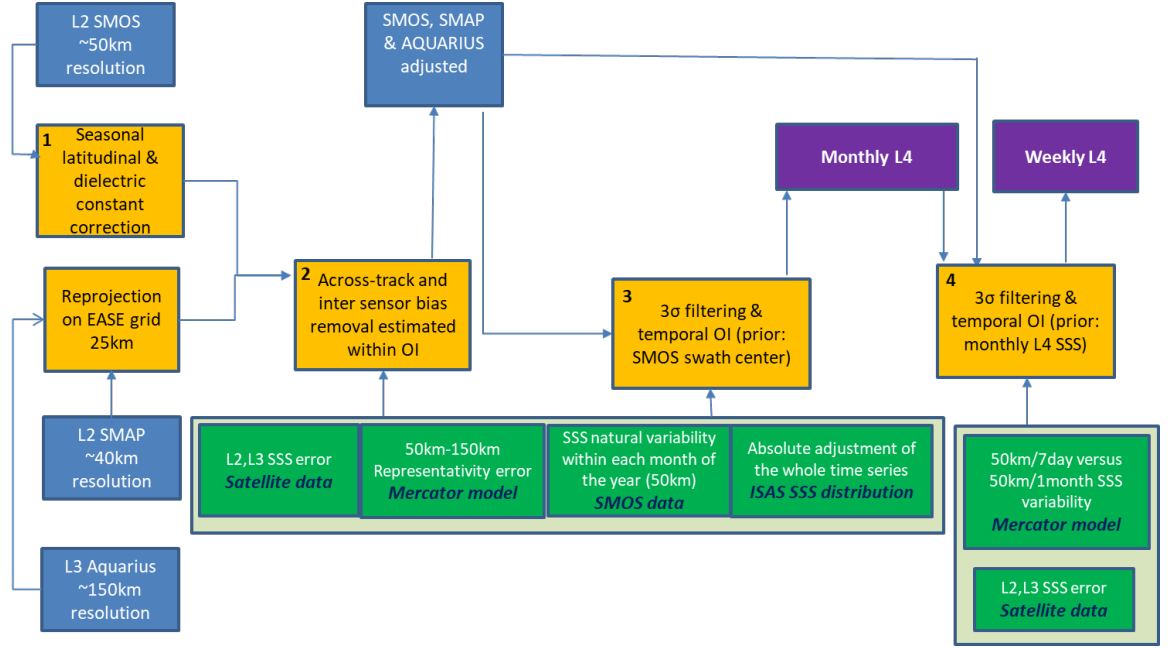 L2 SMOS
~50km
resolution
SMOS, SMAP
& AQUARIUS
adjusted
1
Seasonal
latitudinal &
dielectric
constant
correction
Monthly L4
Weekly L4
Reprojection
on EASE grid
25km
2
Across-track and
inter sensor bias
removal estimated
within OI
3
3σ filtering &
temporal OI (prior:
SMOS swath center)
4
3σ filtering &
temporal OI (prior:
monthly L4 SSS)
L2 SMAP
~40km
resolution
L2,L3 SSS error
Satellite data
50km-150km
Representativity error
Mercator model
SSS natural variability
within each month of
the year (50km)
SMOS data
Absolute adjustment of
the whole time series
ISAS SSS distribution
50km/7day versus
50km/1month SSS
variability
Mercator model
L3 Aquarius
~150km
resolution
L2,L3 SSS error
Satellite data